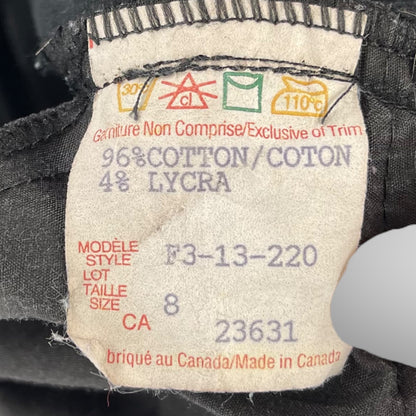 30°
cl
110°C
Garniture Non Comprise/Exclusive of Trim
96%COTTON/COTON
4% LYCRA
MODÈLE
STYLE F3-13-220
LOT
TAILLE
SIZE 8
CA 23631
briqué au Canada/Made in Canada